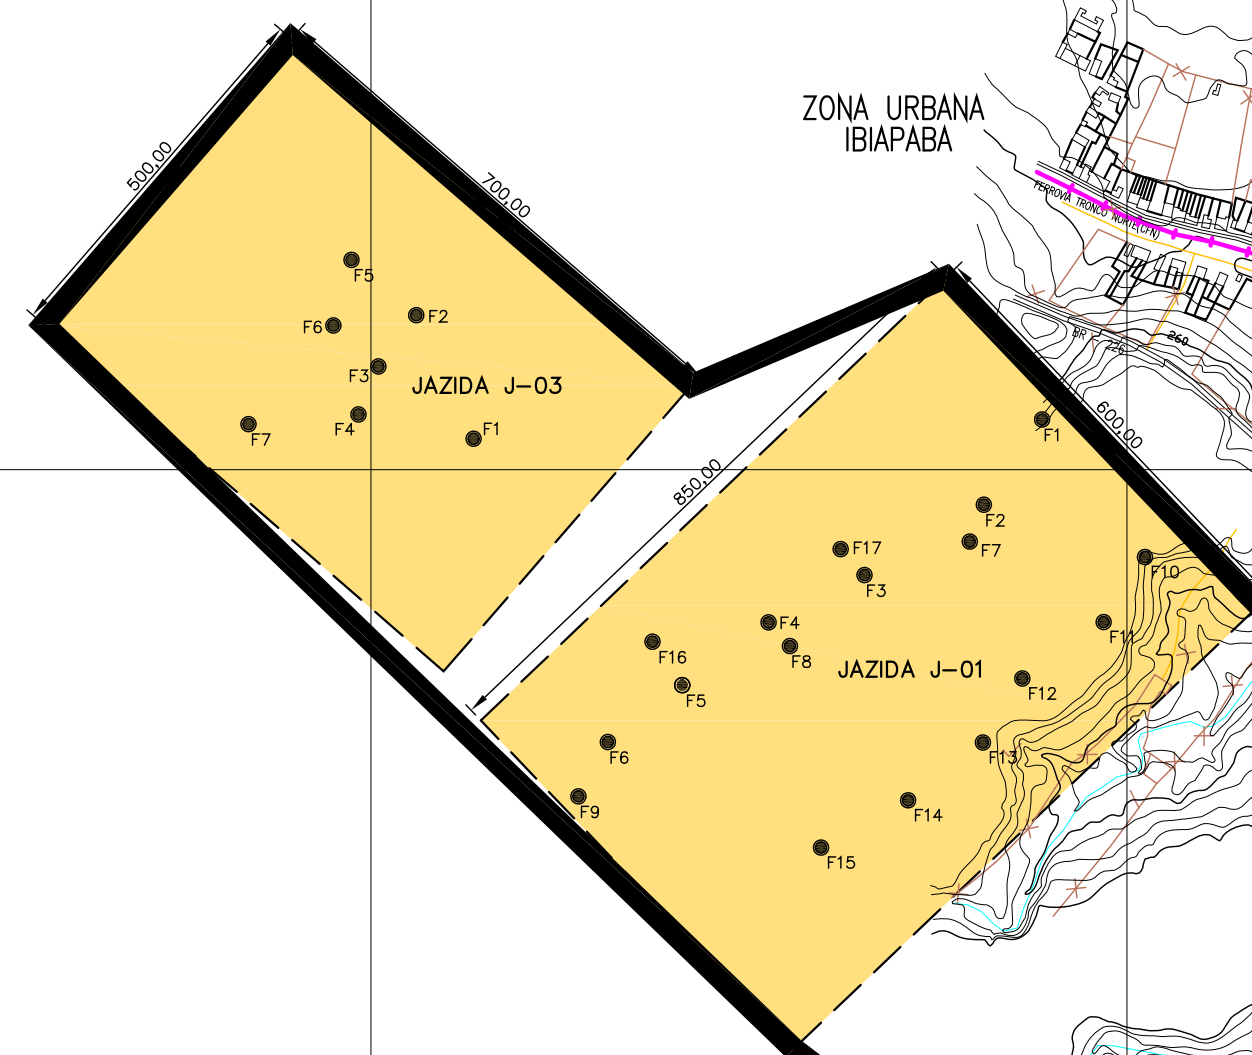 ZONA URBANA
IBIAPABA
500,00
700,00
FERROVIA TRONCO NORTE(CFN)
BR 226
260
F5
F2
F6
F3
JAZIDA J-03
F4
F7
F1
600,00
F1
850,00
F2
F17
F7
F3
F10
F4
F11
F16
F8
JAZIDA J-01
F5
F12
F6
F13
F9
F14
F15